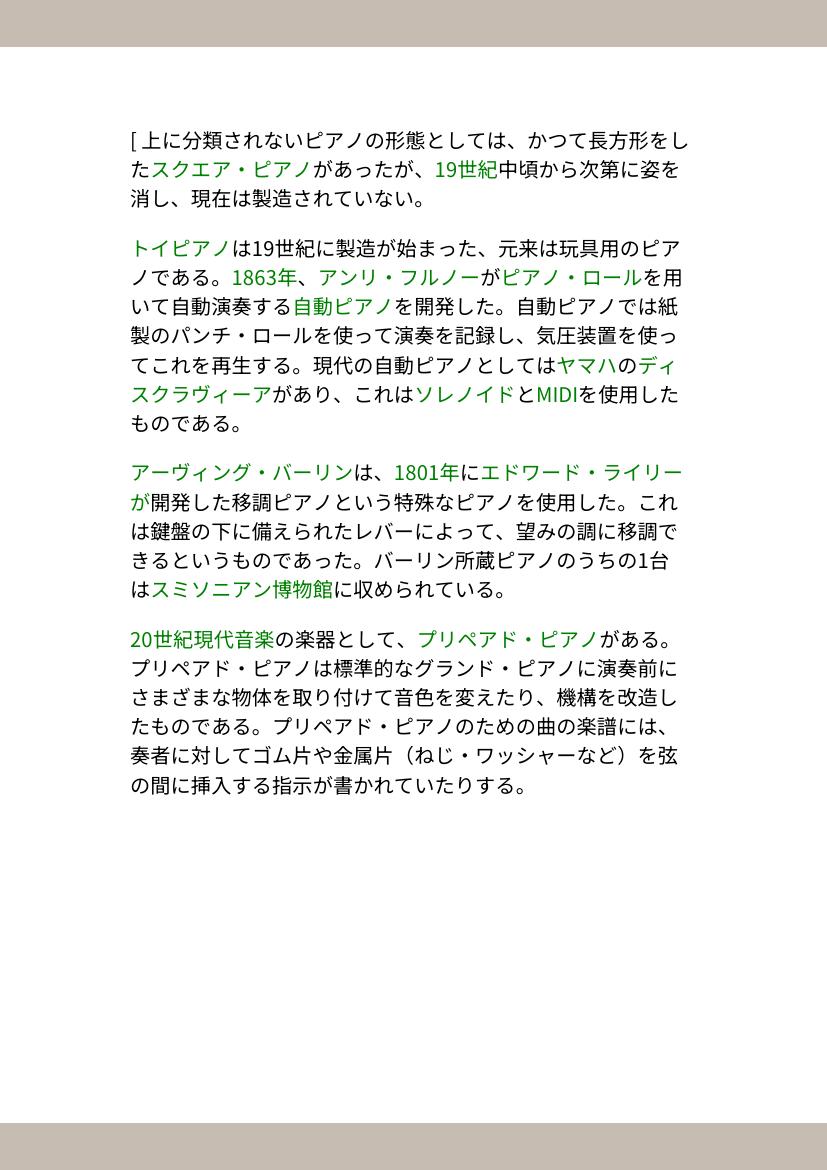 [ 上に分類されないピアノの形態としては、かつて長方形をし
たスクエア・ピアノがあったが、19世紀中頃から次第に姿を
消し、現在は製造されていない。
トイピアノは19世紀に製造が始まった、元来は玩具用のピア
ノである。1863年、アンリ・フルノーがピアノ・ロールを用
いて自動演奏する自動ピアノを開発した。自動ピアノでは紙
製のパンチ・ロールを使って演奏を記録し、気圧装置を使っ
てこれを再生する。現代の自動ピアノとしてはヤマハのディ
スクラヴィーアがあり、これはソレノイドとMIDIを使用した
ものである。
アーヴィング・バーリンは、1801年にエドワード・ライリー
が開発した移調ピアノという特殊なピアノを使用した。これ
は鍵盤の下に備えられたレバーによって、望みの調に移調で
きるというものであった。バーリン所蔵ピアノのうちの1台
はスミソニアン博物館に収められている。
20世紀現代音楽の楽器として、プリペアド・ピアノがある。
プリペアド・ピアノは標準的なグランド・ピアノに演奏前に
さまざまな物体を取り付けて音色を変えたり、機構を改造し
たものである。プリペアド・ピアノのための曲の楽譜には、
奏者に対してゴム片や金属片（ねじ・ワッシャーなど）を弦
の間に挿入する指示が書かれていたりする。